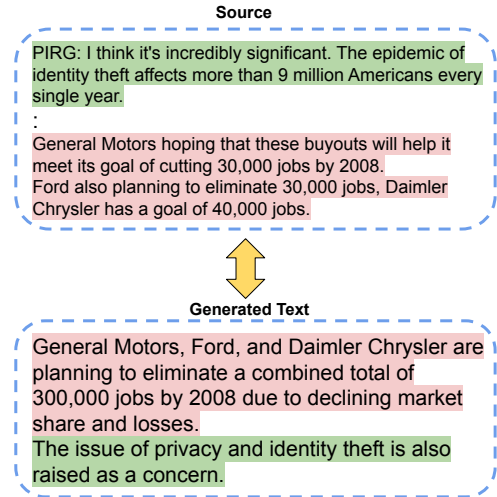 Source
PIRG: I think it's incredibly significant. The epidemic of
identity theft affects more than 9 million Americans every
single year.
:
General Motors hoping that these buyouts will help it
meet its goal of cutting 30,000 jobs by 2008.
Ford also planning to eliminate 30,000 jobs, Daimler
Chrysler has a goal of 40,000 jobs.
Generated Text
General Motors, Ford, and Daimler Chrysler are
planning to eliminate a combined total of
300,000 jobs by 2008 due to declining market
share and losses.
The issue of privacy and identity theft is also
raised as a concern.